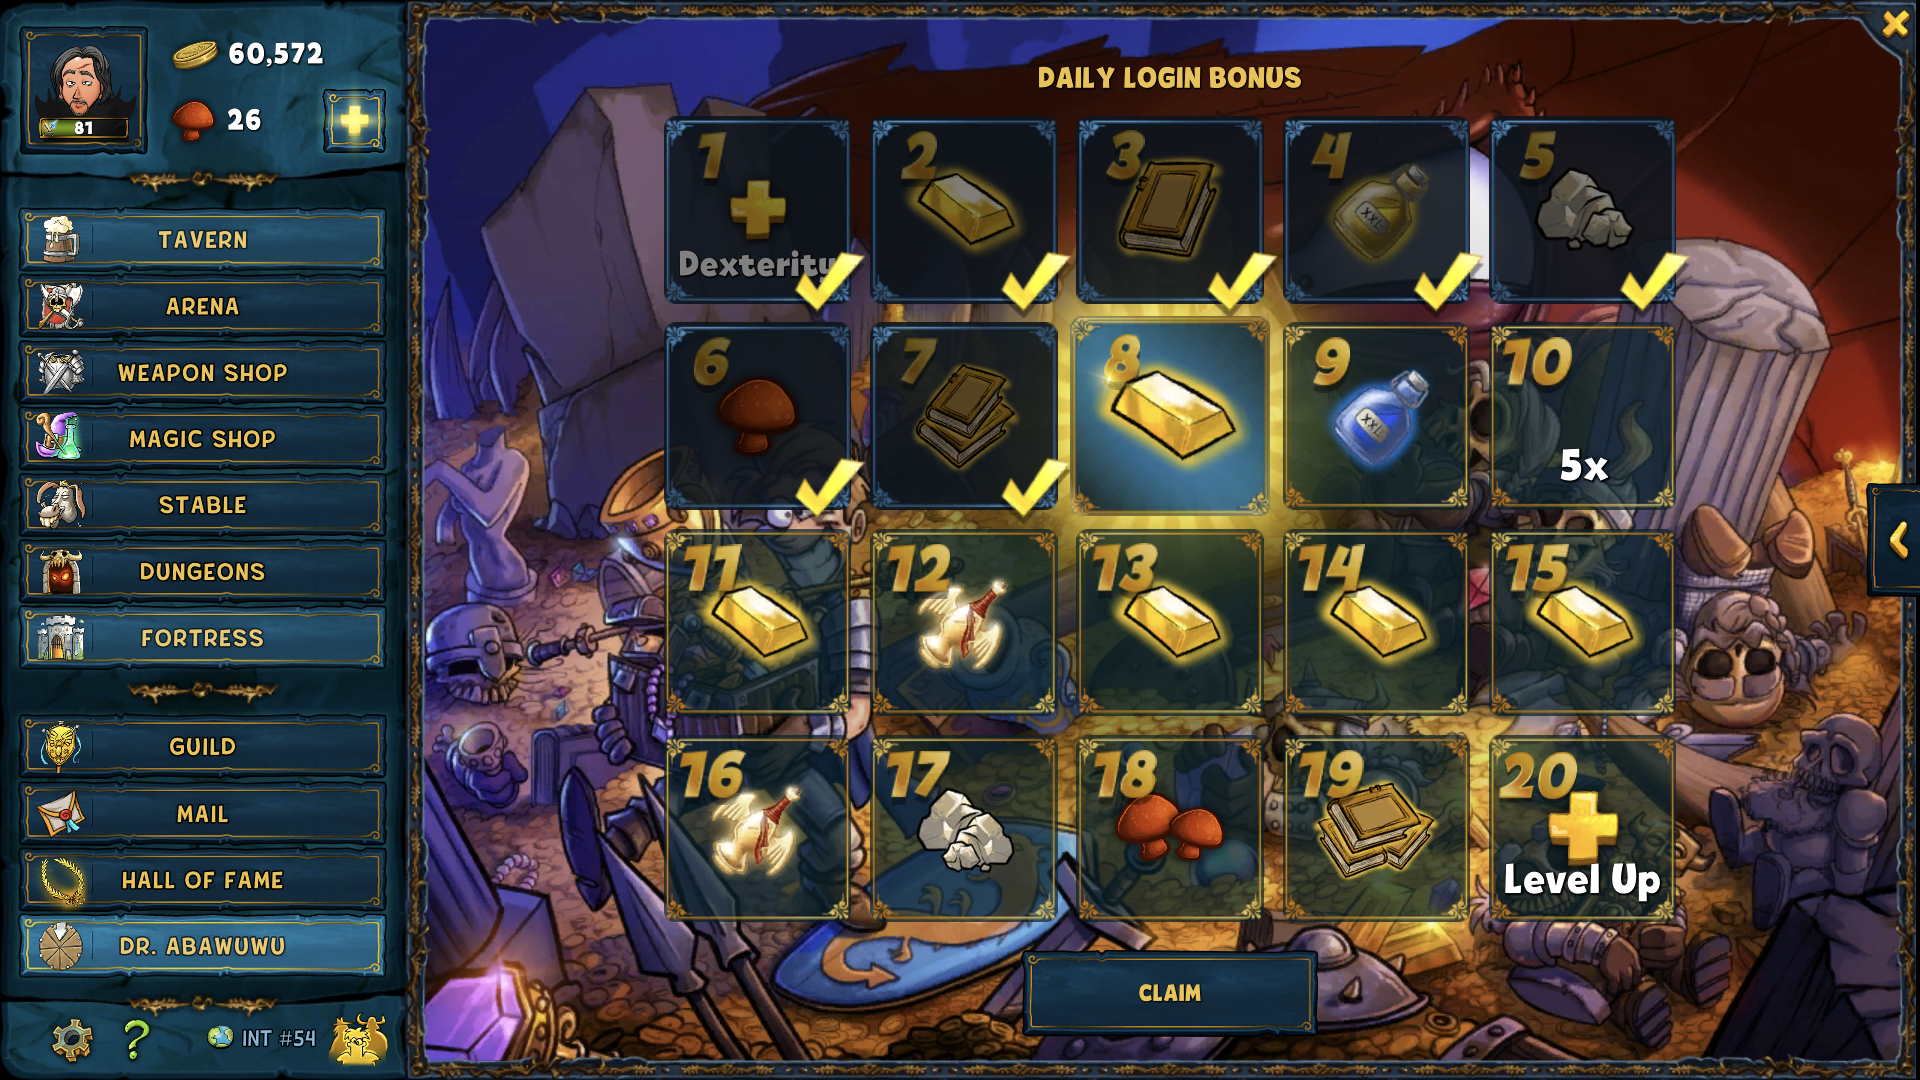 60,572
26
81
TAVERN
ARENA
WEAPON SHOP
MAGIC SHOP
STABLE
DUNGEONS
FORTRESS
GUILD
MAIL
HALL OF FAME
DR. ABAWUWU
INT #54
DAILY LOGIN BONUS
1
Dexterity
2
3
4
XXL
5
6
7
8
9
XXL
10
5x
11
12
13
14
15
16
17
18
19
20
Level Up
CLAIM